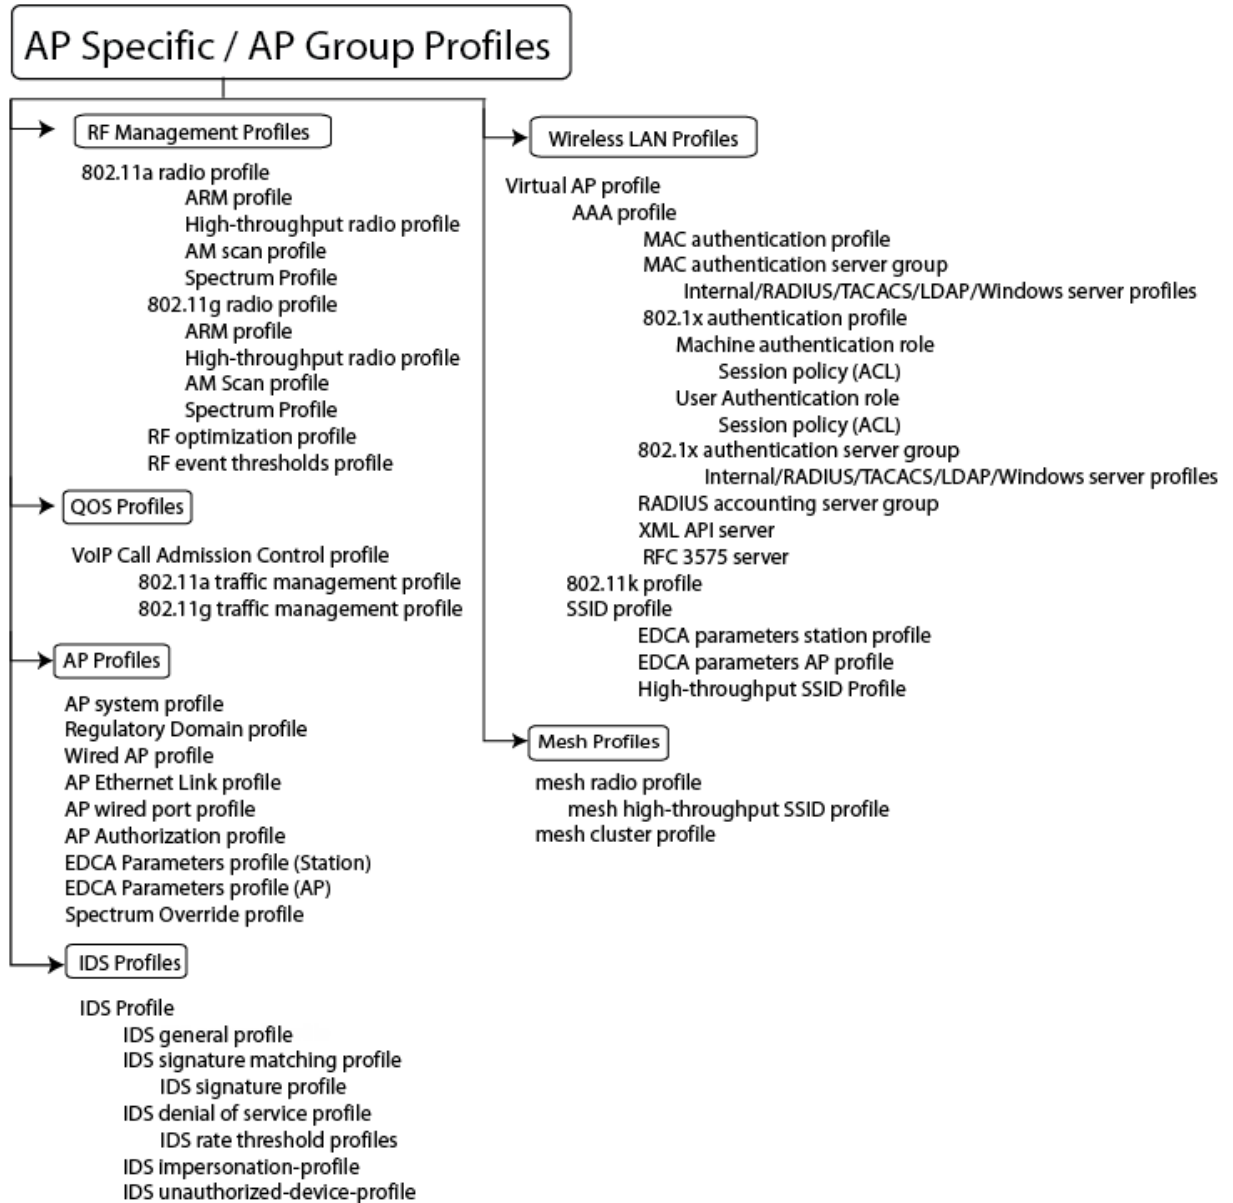 AP Specific / AP Group Profiles
RF Management Profiles
802.11a radio profile
ARM profile
High-throughput radio profile
AM scan profile
Spectrum Profile
802.11g radio profile
ARM profile
High-throughput radio profile
AM Scan profile
Spectrum Profile
RF optimization profile
RF event thresholds profile
QOS Profiles
VoIP Call Admission Control profile
802.11a traffic management profile
802.11g traffic management profile
AP Profiles
AP system profile
Regulatory Domain profile
Wired AP profile
AP Ethernet Link profile
AP wired port profile
AP Authorization profile
EDCA Parameters profile (Station)
EDCA Parameters profile (AP)
Spectrum Override profile
IDS Profiles
IDS Profile
IDS general profile
IDS signature matching profile
IDS signature profile
IDS denial of service profile
IDS rate threshold profiles
IDS impersonation-profile
IDS unauthorized-device-profile
Wireless LAN Profiles
Virtual AP profile
AAA profile
MAC authentication profile
MAC authentication server group
Internal/RADIUS/TACACS/LDAP/Windows server profiles
802.1x authentication profile
Machine authentication role
Session policy (ACL)
User Authentication role
Session policy (ACL)
802.1x authentication server group
Internal/RADIUS/TACACS/LDAP/Windows server profiles
RADIUS accounting server group
XML API server
RFC 3575 server
802.11k profile
SSID profile
EDCA parameters station profile
EDCA parameters AP profile
High-throughput SSID Profile
Mesh Profiles
mesh radio profile
mesh high-throughput SSID profile
mesh cluster profile